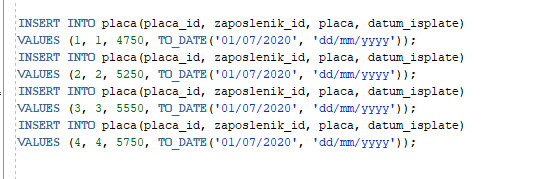 INSERT INTO placa(placa_id, zaposlenik_id, placa, datum_isplate)
VALUES (1, 1, 4750, TO_DATE('01/07/2020', 'dd/mm/yyyy'));
INSERT INTO placa(placa_id, zaposlenik_id, placa, datum_isplate)
VALUES (2, 2, 5250, TO_DATE('01/07/2020', 'dd/mm/yyyy'));
INSERT INTO placa(placa_id, zaposlenik_id, placa, datum_isplate)
VALUES (3, 3, 5550, TO_DATE('01/07/2020', 'dd/mm/yyyy'));
INSERT INTO placa(placa_id, zaposlenik_id, placa, datum_isplate)
VALUES (4, 4, 5750, TO_DATE('01/07/2020', 'dd/mm/yyyy'));